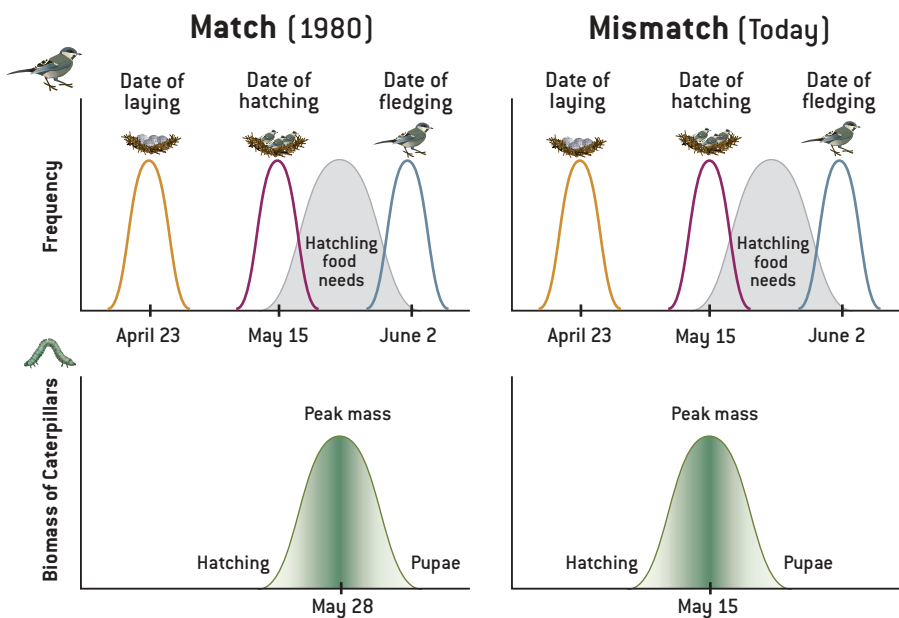 Match (1980)
Date of
laying
Date of
hatching
Date of
fledging
Frequency
Hatchling
food
needs
April 23
May 15
June 2
Mismatch (Today)
Date of
laying
Date of
hatching
Date of
fledging
Hatchling
food
needs
April 23
May 15
June 2
Biomass of Caterpillars
Peak mass
Hatching
Pupae
May 28
Peak mass
Hatching
Pupae
May 15